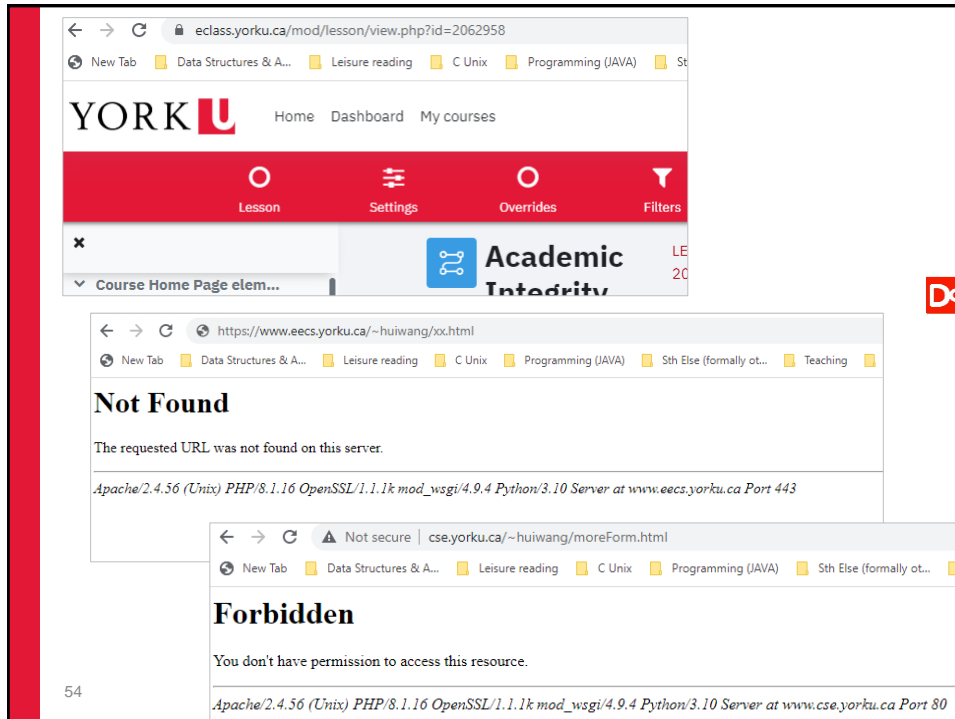 eclass.yorku.ca/mod/lesson/view.php?id=2062958
New Tab Data Structures & A... Leisure reading C Unix Programming (JAVA) St
YORK U Home Dashboard My courses
Lesson Settings Overrides Filters
Course Home Page elem...
Academic
Integrity
LE
20
https://www.eecs.yorku.ca/~huiwang/xx.html
New Tab Data Structures & A... Leisure reading C Unix Programming (JAVA) Sth Else (formally ot... Teaching
Not Found
The requested URL was not found on this server.
Apache/2.4.56 (Unix) PHP/8.1.16 OpenSSL/1.1.1k mod_wsgi/4.9.4 Python/3.10 Server at www.eecs.yorku.ca Port 443
Not secure | cse.yorku.ca/~huiwang/moreForm.html
New Tab Data Structures & A... Leisure reading C Unix Programming (JAVA) Sth Else (formally ot...
Forbidden
You don't have permission to access this resource.
Apache/2.4.56 (Unix) PHP/8.1.16 OpenSSL/1.1.1k mod_wsgi/4.9.4 Python/3.10 Server at www.cse.yorku.ca Port 80
54